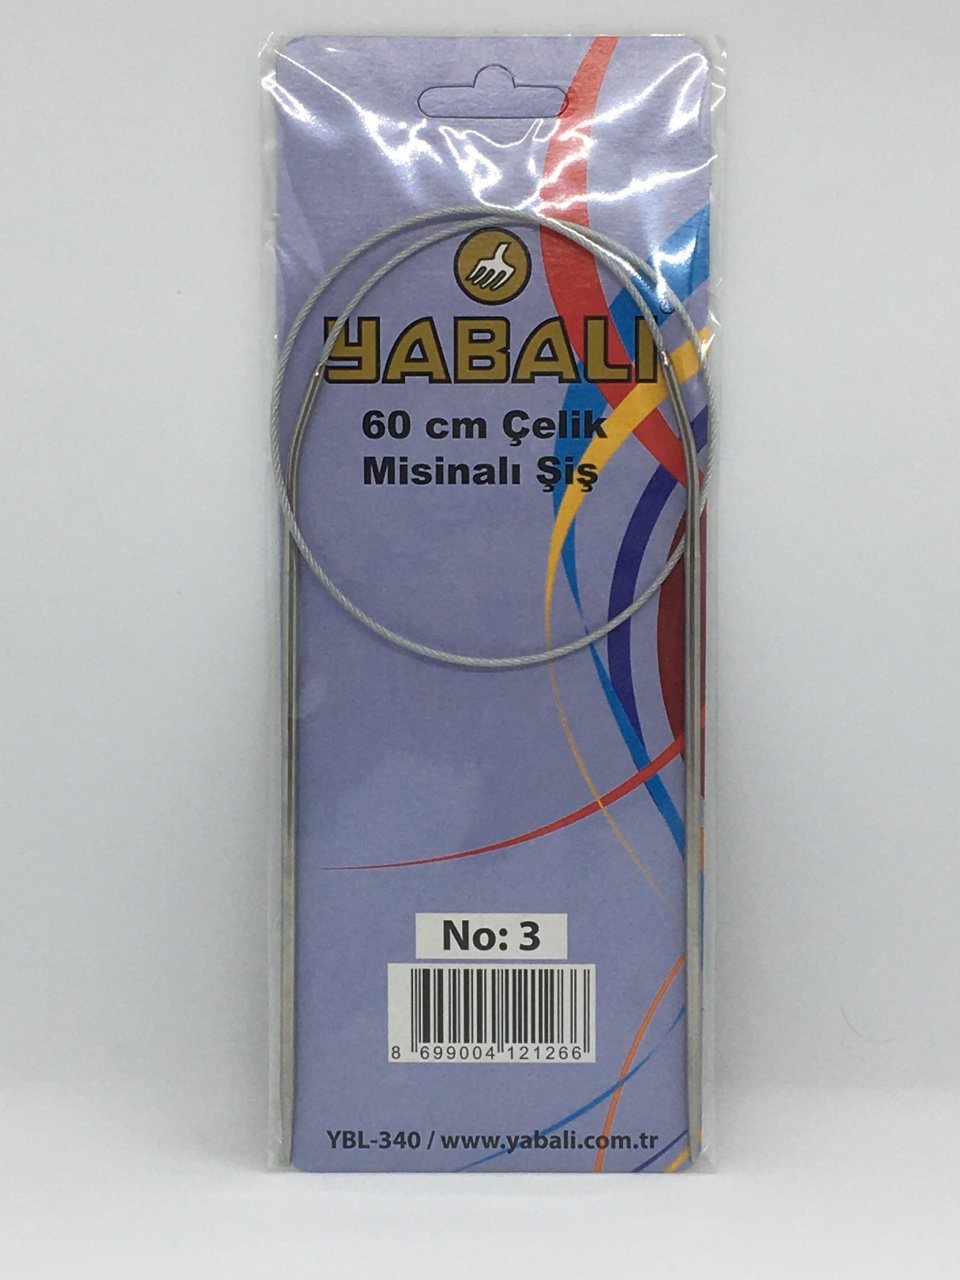 YABALI
60 cm Çelik
Misinalı Şiş
No: 3
8 699004 121266
YBL-340 / www.yabali.com.tr